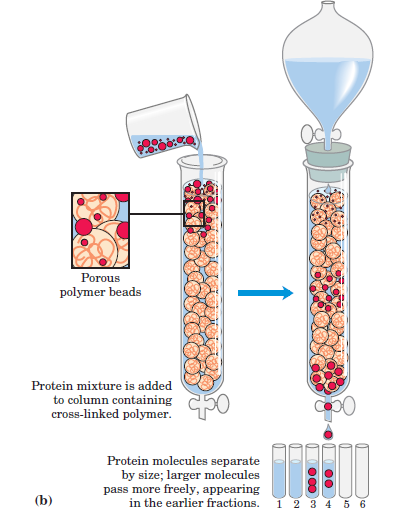 Porous
polymer beads
Protein mixture is added
to column containing
cross-linked polymer.
Protein molecules separate
by size; larger molecules
pass more freely, appearing
in the earlier fractions.
1 2 3 4 5 6
(b)